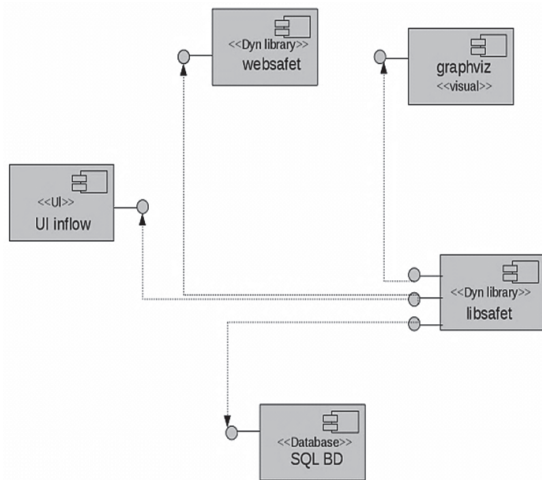 <<Dyn library>>
websafet
graphviz
<<visual>>
<<UI>>
UI inflow
<<Dyn library>>
libsafet
<<Database>>
SQL BD